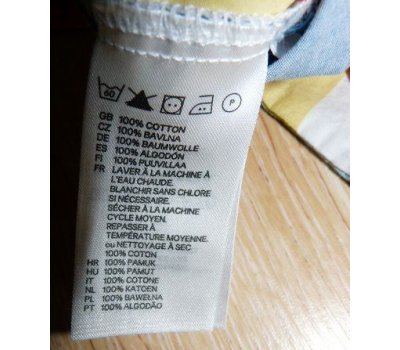 60
P
GB 100% COTTON
CZ 100% BAVLNA
DE 100% BAUMWOLLE
ES 100% ALGODÓN
FI 100% PUUVILLAA
FR LAVER À LA MACHINE À
L'EAU CHAUDE.
BLANCHIR SANS CHLORE
SI NÉCESSAIRE.
SÉCHER À LA MACHINE
CYCLE MOYEN.
REPASSER À
TEMPÉRATURE MOYENNE.
OU NETTOYAGE À SEC
100% COTON
HR 100% PAMUK
HU 100% PAMUT
IT 100% COTONE
NL 100% KATOEN
PL 100% BAWEŁNA
PT 100% ALGODÃO